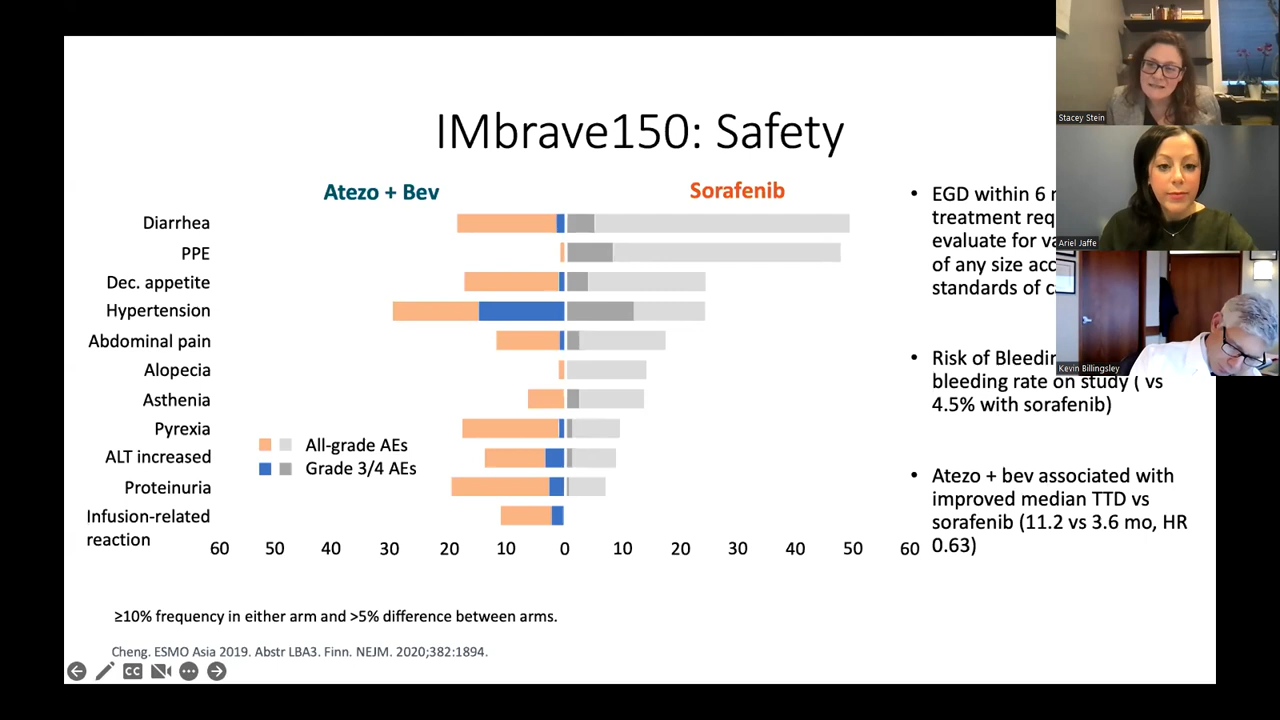 IMbrave150: Safety
Atezo + Bev
Sorafenib
Diarrhea
PPE
Dec. appetite
Hypertension
Abdominal pain
Alopecia
Asthenia
Pyrexia
ALT increased
Proteinuria
Infusion-related
reaction
All-grade AEs
Grade 3/4 AEs
60 50 40 30 20 10 0 10 20 30 40 50 60
• EGD within 6
treatment
evaluate for
of any size
standards of
• Risk of
bleeding rate on study ( vs
4.5% with sorafenib)
• Atezo + bev associated with
improved median TTD vs
sorafenib (11.2 vs 3.6 mo, HR
0.63)
≥10% frequency in either arm and >5% difference between arms.
Cheng. ESMO Asia 2019. Abstr LBA3. Finn. NEJM. 2020;382:1894.
CC
Stacey Stein
Ariel Jaffe
Kevin Billingsley